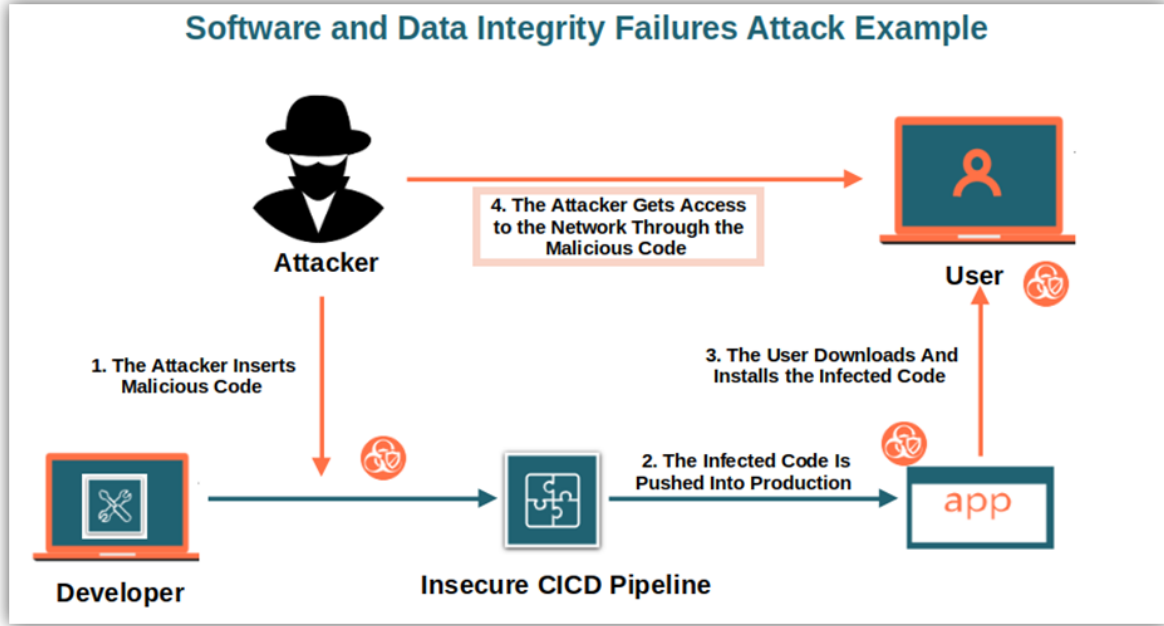 Software and Data Integrity Failures Attack Example
4. The Attacker Gets Access
to the Network Through the
Malicious Code
Attacker
User
1. The Attacker Inserts
Malicious Code
3. The User Downloads And
Installs the Infected Code
2. The Infected Code Is
Pushed Into Production
app
Insecure CICD Pipeline
Developer